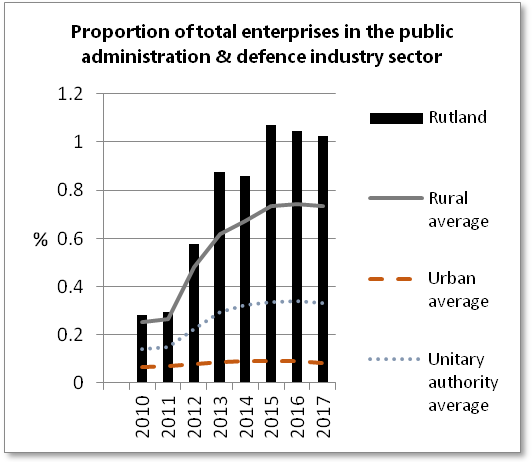 Proportion of total enterprises in the public
administration & defence industry sector
1.2
1
0.8
0.6
0.4
0.2
0
%
2010
2011
2012
2013
2014
2015
2016
2017
Rutland
Rural
average
Urban
average
Unitary
authority
average